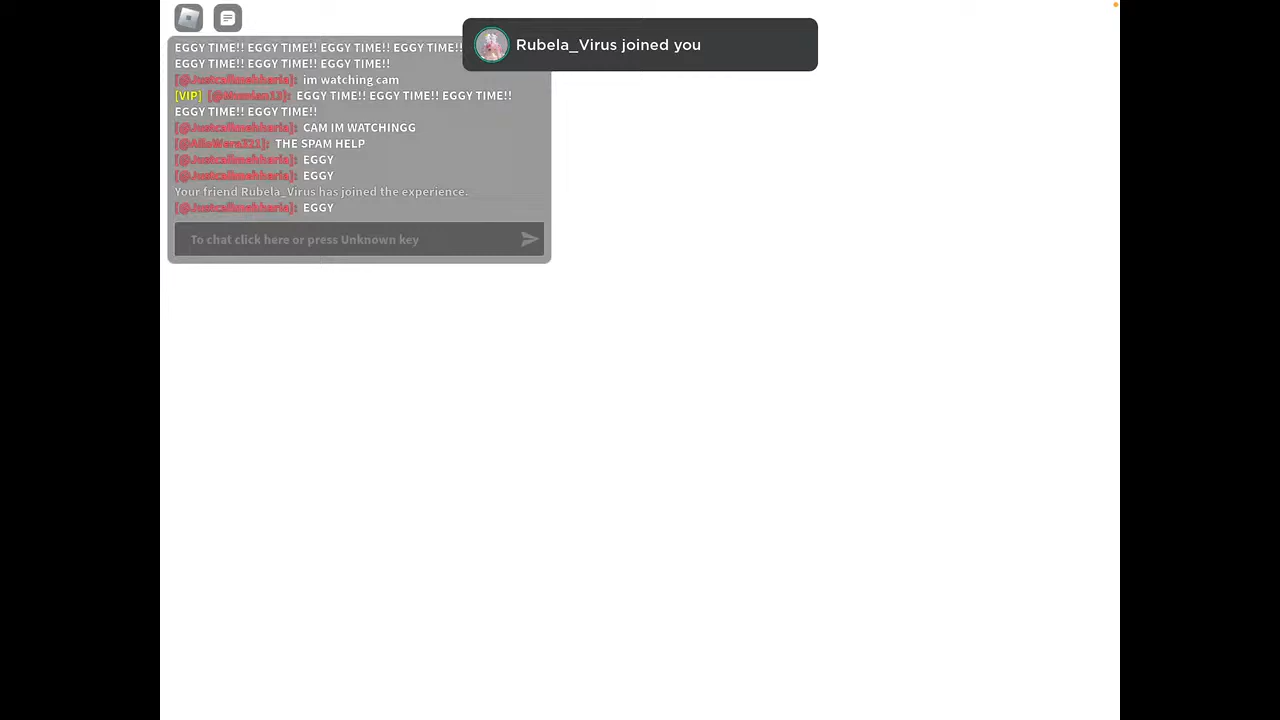 Rubela_Virus joined you
EGGY TIME!! EGGY TIME!! EGGY TIME!! EGGY TIME!!
EGGY TIME!! EGGY TIME!! EGGY TIME!!
im watching cam
[VIP] EGGY TIME!! EGGY TIME!! EGGY TIME!!
EGGY TIME!! EGGY TIME!!
CAM IM WATCHINGG
THE SPAM HELP
EGGY
EGGY
Your friend Rubela_Virus has joined the experience.
EGGY
To chat click here or press Unknown key